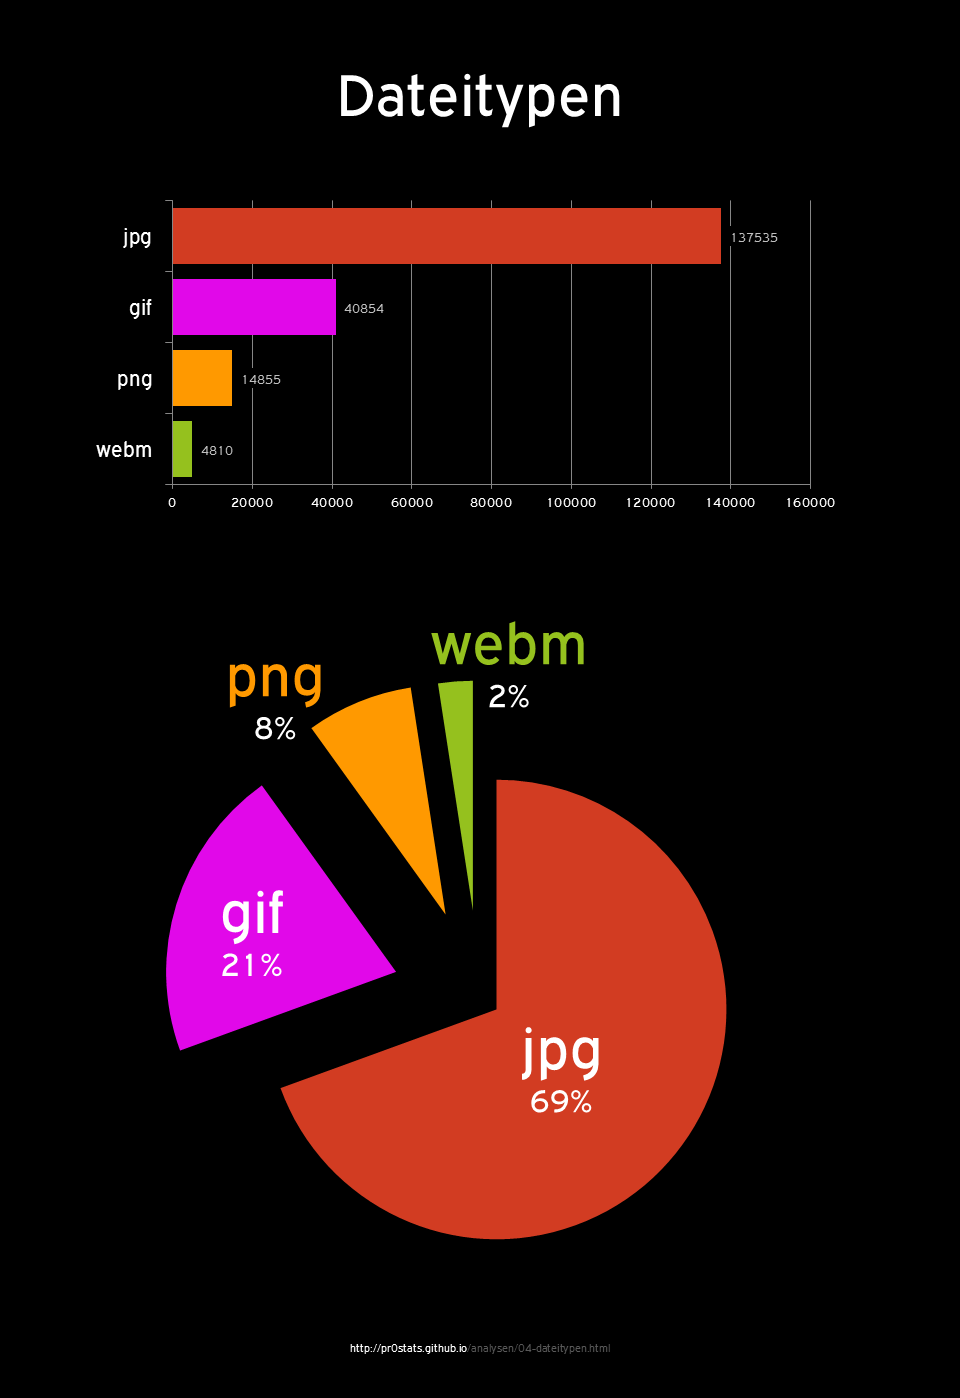 Dateitypen
jpg 137535
gif 40854
png 14855
webm 4810
0 20000 40000 60000 80000 100000 120000 140000 160000
webm
2%
png
8%
gif
21%
jpg
69%
http://pr0stats.github.io/analysen/04-dateitypen.html